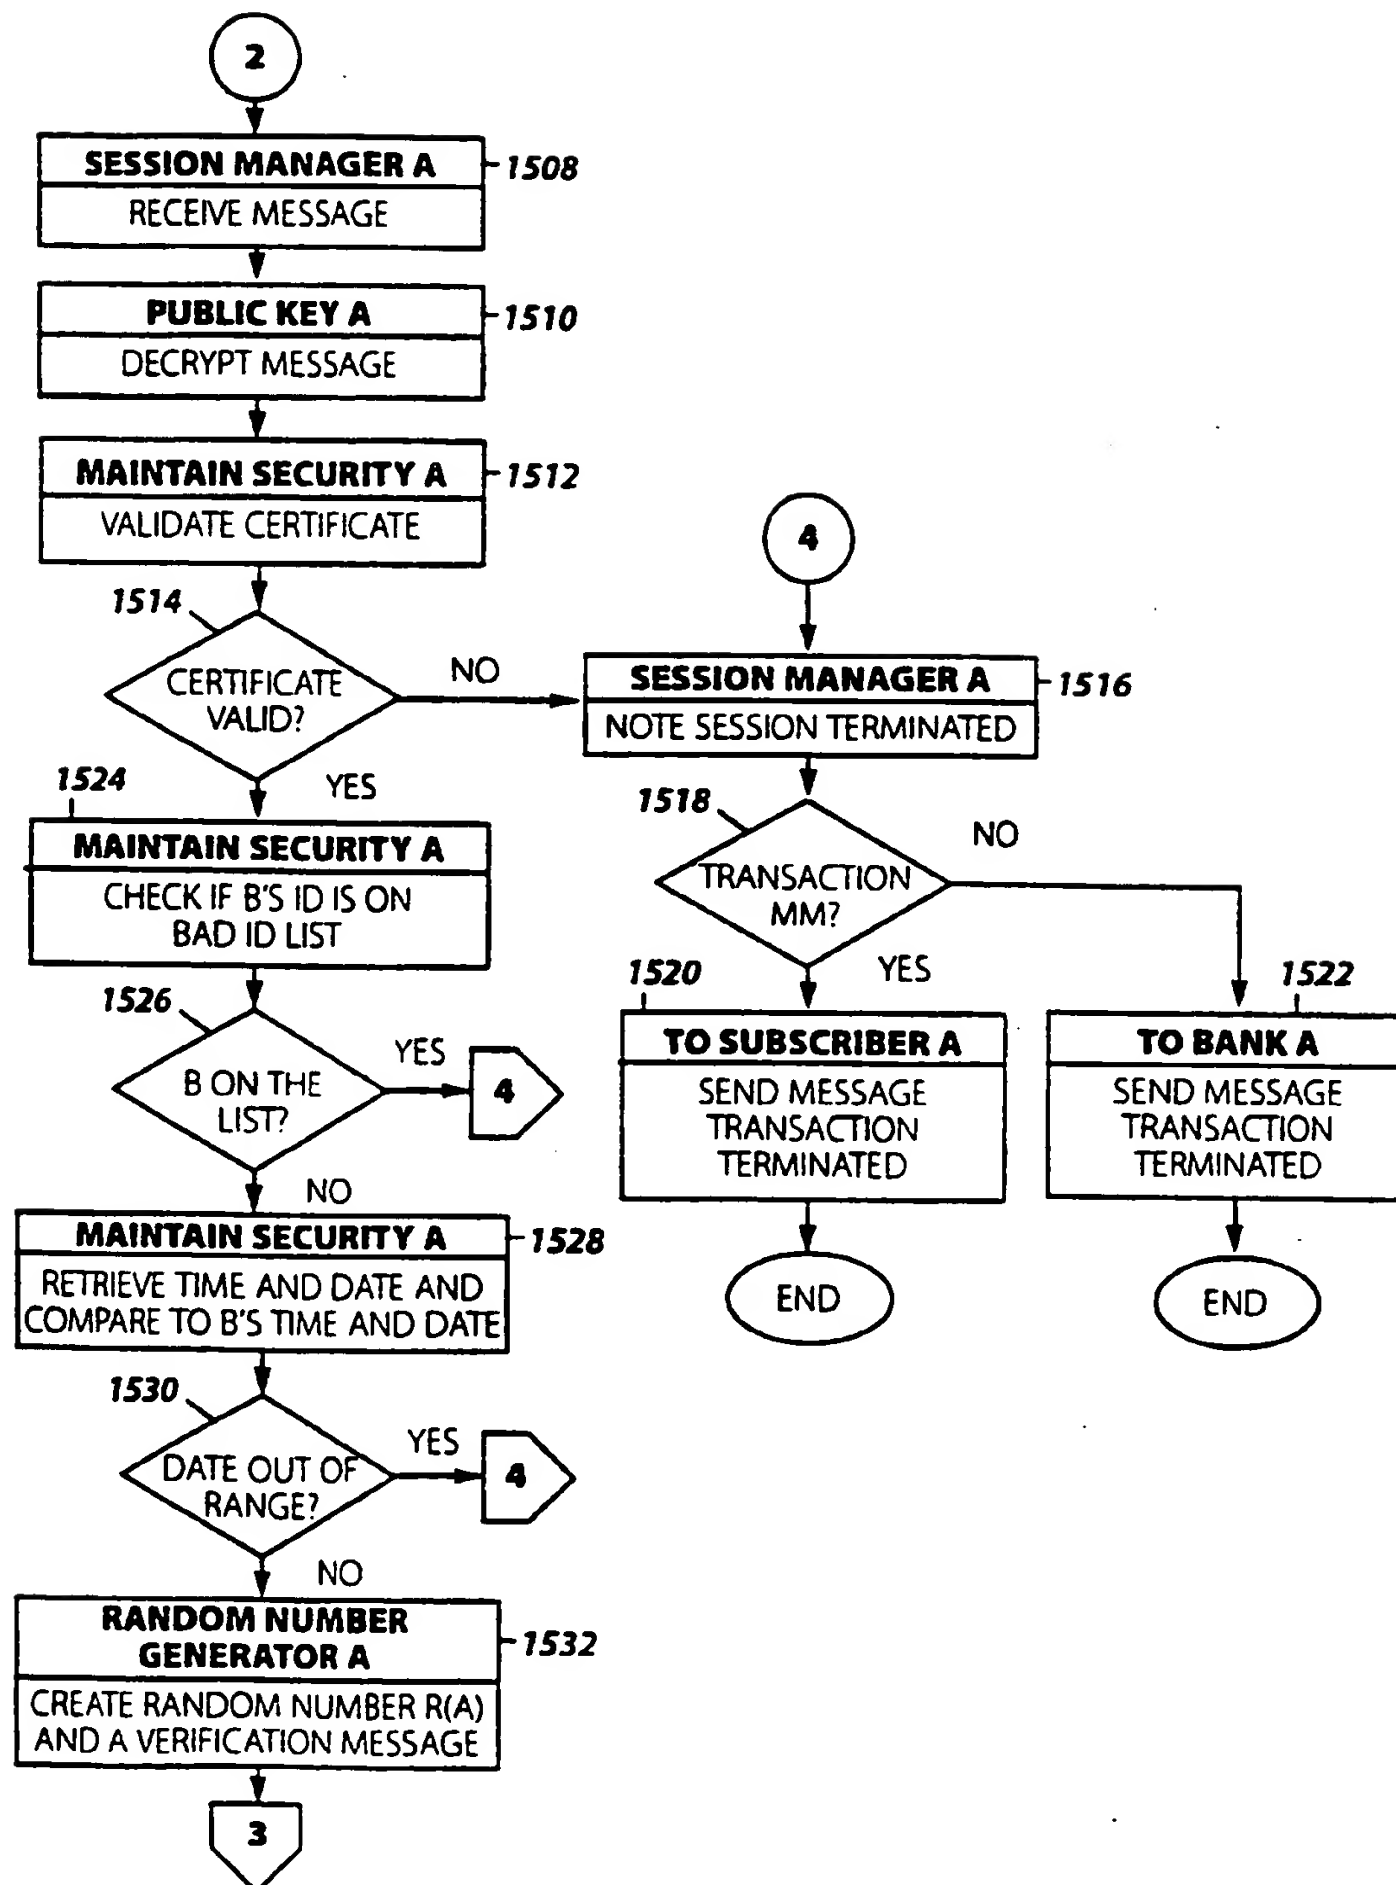 2
SESSION MANAGER A
1508
RECEIVE MESSAGE
PUBLIC KEY A
1510
DECRYPT MESSAGE
MAINTAIN SECURITY A
1512
VALIDATE CERTIFICATE
1514
CERTIFICATE
VALID?
NO
YES
4
SESSION MANAGER A
1516
NOTE SESSION TERMINATED
1518
TRANSACTION
MM?
NO
YES
1520
TO SUBSCRIBER A
SEND MESSAGE
TRANSACTION
TERMINATED
END
1522
TO BANK A
SEND MESSAGE
TRANSACTION
TERMINATED
END
1524
MAINTAIN SECURITY A
CHECK IF B'S ID IS ON
BAD ID LIST
1526
B ON THE
LIST?
YES
4
NO
MAINTAIN SECURITY A
1528
RETRIEVE TIME AND DATE AND
COMPARE TO B'S TIME AND DATE
1530
DATE OUT OF
RANGE?
YES
4
NO
RANDOM NUMBER
GENERATOR A
1532
CREATE RANDOM NUMBER R(A)
AND A VERIFICATION MESSAGE
3